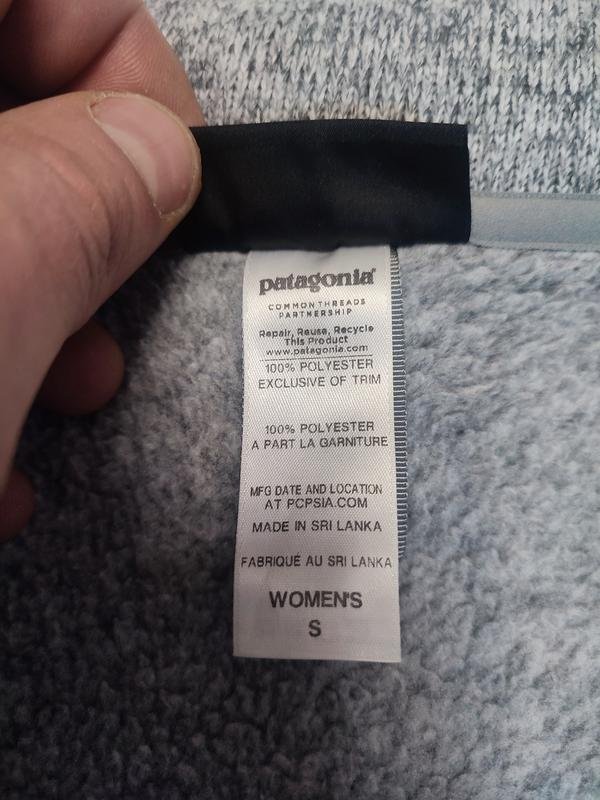 patagonia®
COMMON THREADS
PARTNERSHIP
Repair, Reuse, Recycle
This Product
www.patagonia.com
100% POLYESTER
EXCLUSIVE OF TRIM
100% POLYESTER
A PART LA GARNITURE
MFG DATE AND LOCATION
AT PCPSIA.COM
MADE IN SRI LANKA
FABRIQUÉ AU SRI LANKA
WOMEN'S
S